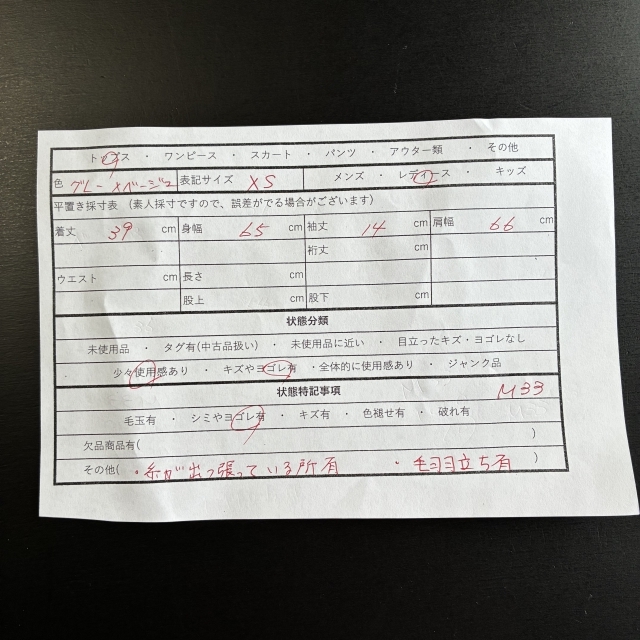 トップス ・ ワンピース ・ スカート ・ パンツ ・ アウター類 ・ その他
色 グレー×ベージュ 表記サイズ XS メンズ ・ レディース ・ キッズ
平置き採寸表 （素人採寸ですので、誤差がでる場合がございます）
着丈 39 cm 身幅 65 cm 袖丈 14 cm 肩幅 66 cm
裄丈
ウエスト cm 長さ cm
股上 cm 股下 cm
状態分類
未使用品 ・ タグ有(中古品扱い) ・ 未使用品に近い ・ 目立ったキズ・ヨゴレなし
少々使用感あり ・ キズやヨゴレ有 ・全体的に使用感あり ・ ジャンク品
状態特記事項 M33
毛玉有 ・ シミやヨゴレ有 ・ キズ有 ・ 色褪せ有 ・ 破れ有
欠品商品有( )
その他( ・糸が出っ張っている所有 ・毛羽立ち有 )